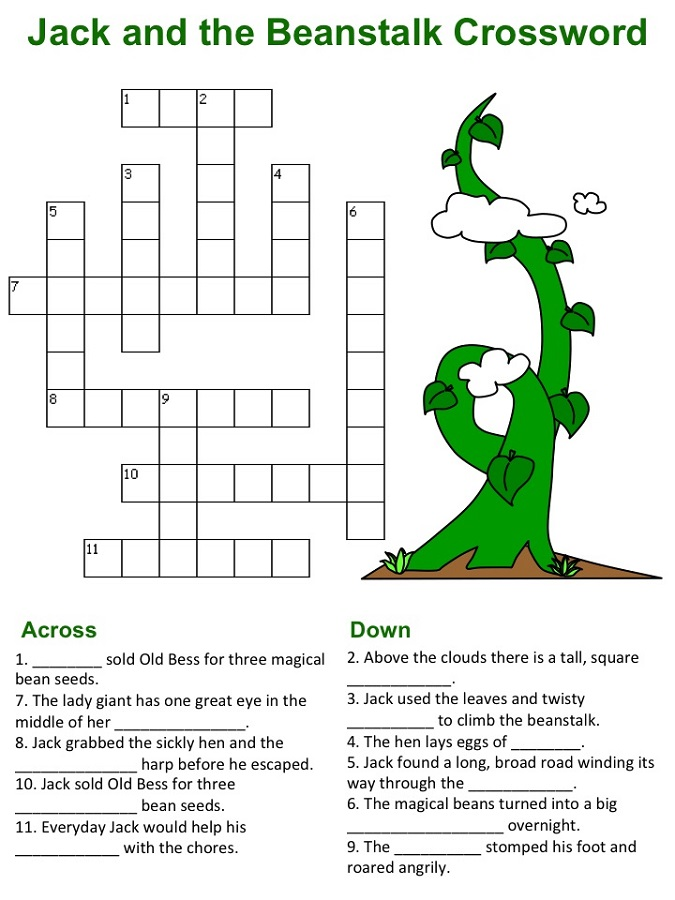 Jack and the Beanstalk Crossword
1 2
3 4
5 6
7
8 9
10
11
Across
1. ________ sold Old Bess for three magical
bean seeds.
7. The lady giant has one great eye in the
middle of her _______________.
8. Jack grabbed the sickly hen and the
______________ harp before he escaped.
10. Jack sold Old Bess for three
______________ bean seeds.
11. Everyday Jack would help his
____________ with the chores.
Down
2. Above the clouds there is a tall, square
____________.
3. Jack used the leaves and twisty
__________ to climb the beanstalk.
4. The hen lays eggs of ________.
5. Jack found a long, broad road winding its
way through the ____________.
6. The magical beans turned into a big
__________________ overnight.
9. The __________ stomped his foot and
roared angrily.